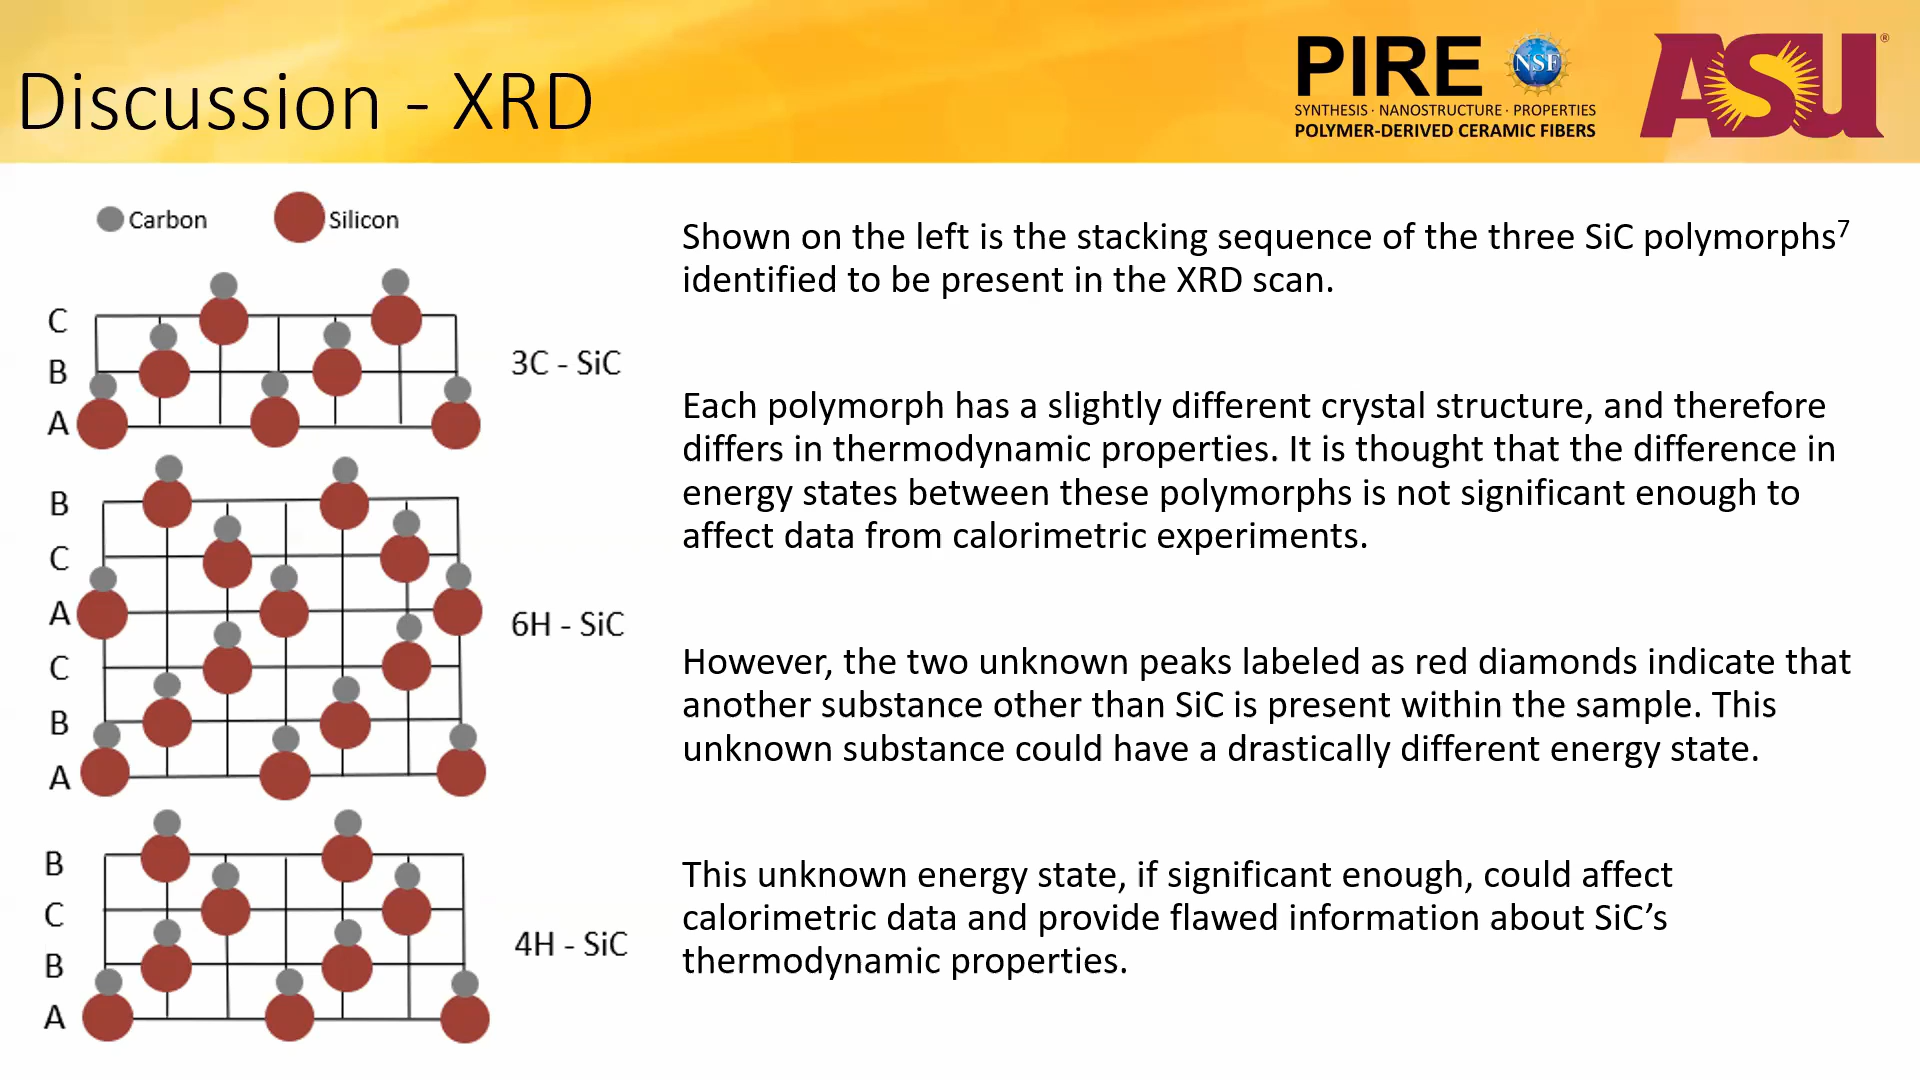 Discussion - XRD
PIRE
NSF
SYNTHESIS · NANOSTRUCTURE · PROPERTIES
POLYMER-DERIVED CERAMIC FIBERS
ASU®
Carbon
Silicon
C
B
A
3C - SiC
B
C
A
C
B
A
6H - SiC
B
C
B
A
4H - SiC
Shown on the left is the stacking sequence of the three SiC polymorphs⁷
identified to be present in the XRD scan.
Each polymorph has a slightly different crystal structure, and therefore
differs in thermodynamic properties. It is thought that the difference in
energy states between these polymorphs is not significant enough to
affect data from calorimetric experiments.
However, the two unknown peaks labeled as red diamonds indicate that
another substance other than SiC is present within the sample. This
unknown substance could have a drastically different energy state.
This unknown energy state, if significant enough, could affect
calorimetric data and provide flawed information about SiC’s
thermodynamic properties.